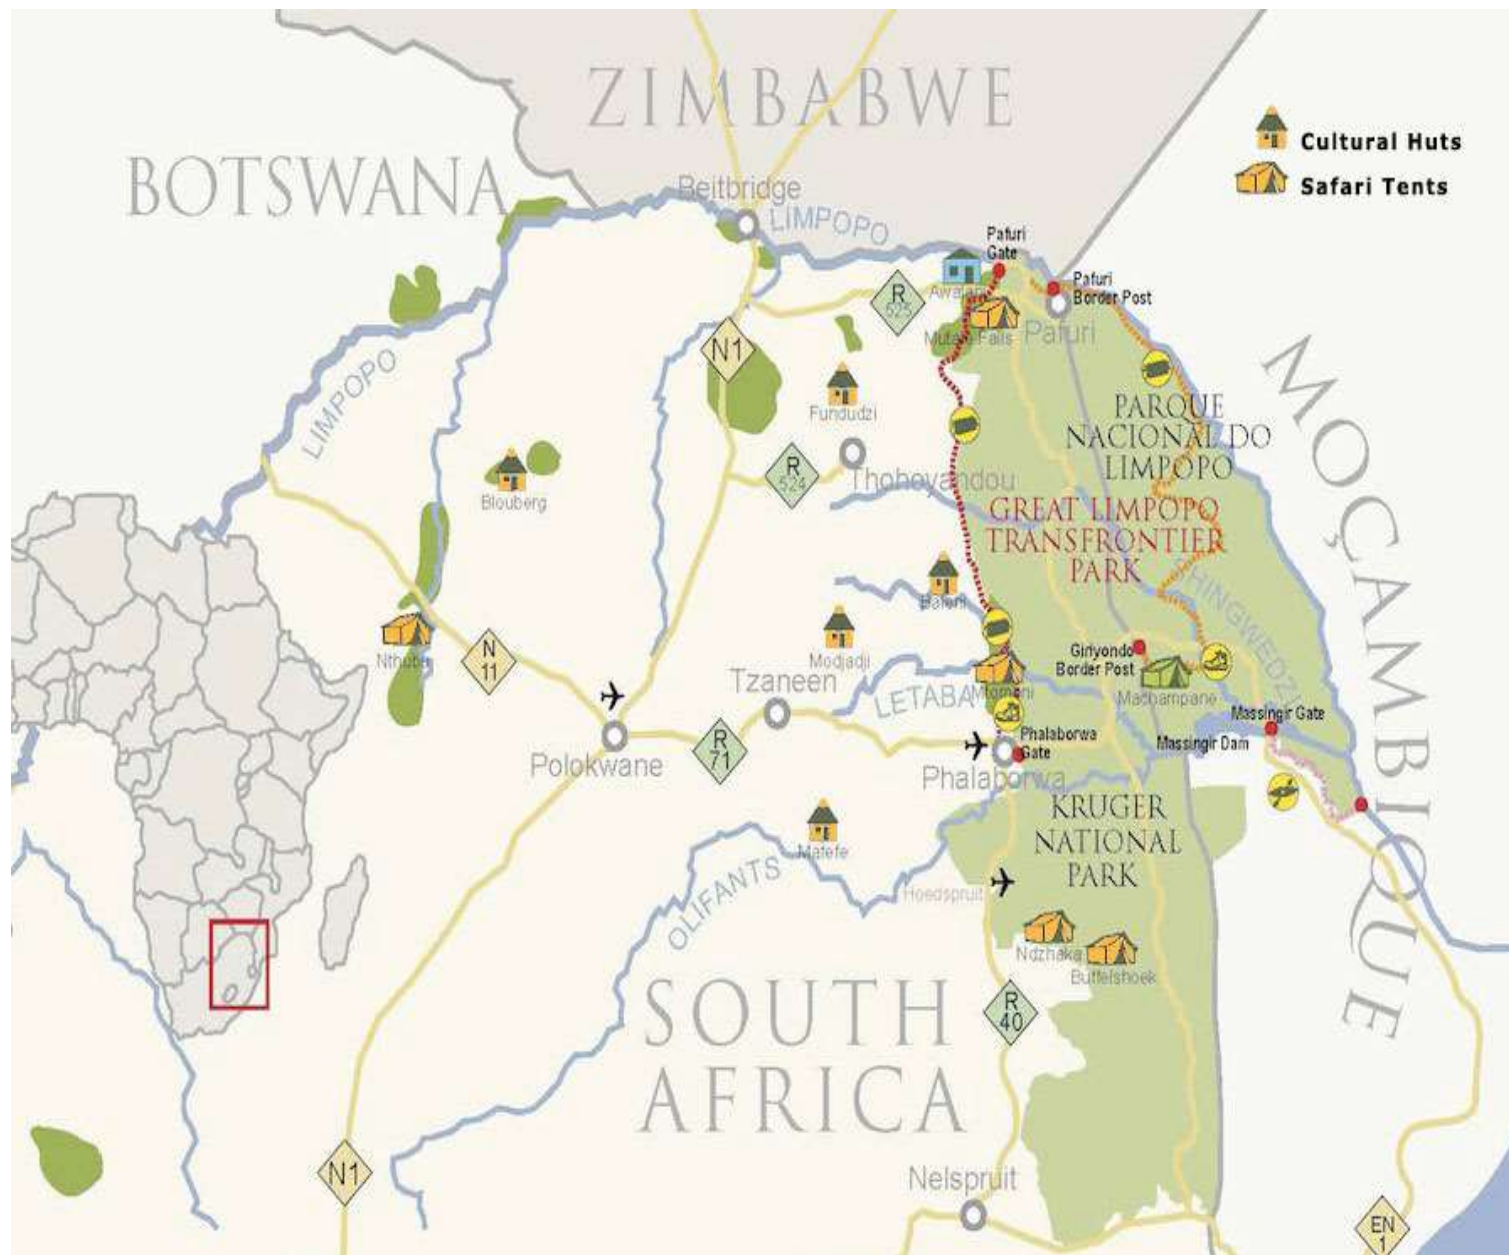 ZIMBABWE
BOTSWANA
Cultural Huts
Safari Tents
Beitbridge
LIMPOPO
Pafuri
Gate
Pafuri
Border Post
R
525
Pafuri
N1
LIMPOPO
Fundudzi
R
524
Thohoyandou
Blouberg
PARQUE
NACIONAL DO
LIMPOPO
GREAT LIMPOPO
TRANSFRONTIER
PARK
MOÇAMBIQUE
SHINGWEDZI
Modjadji
N
11
Tzaneen
LETABA
Giriyondo
Border Post
Machampane
Massingir Gate
Massingir Dam
Polokwane
R
71
Phalaborwa
Gate
Phalaborwa
KRUGER
NATIONAL
PARK
OLIFANTS
Hoedspruit
Ndzhaka
Buffelshoek
SOUTH
AFRICA
R
40
N1
Nelspruit
EN
1